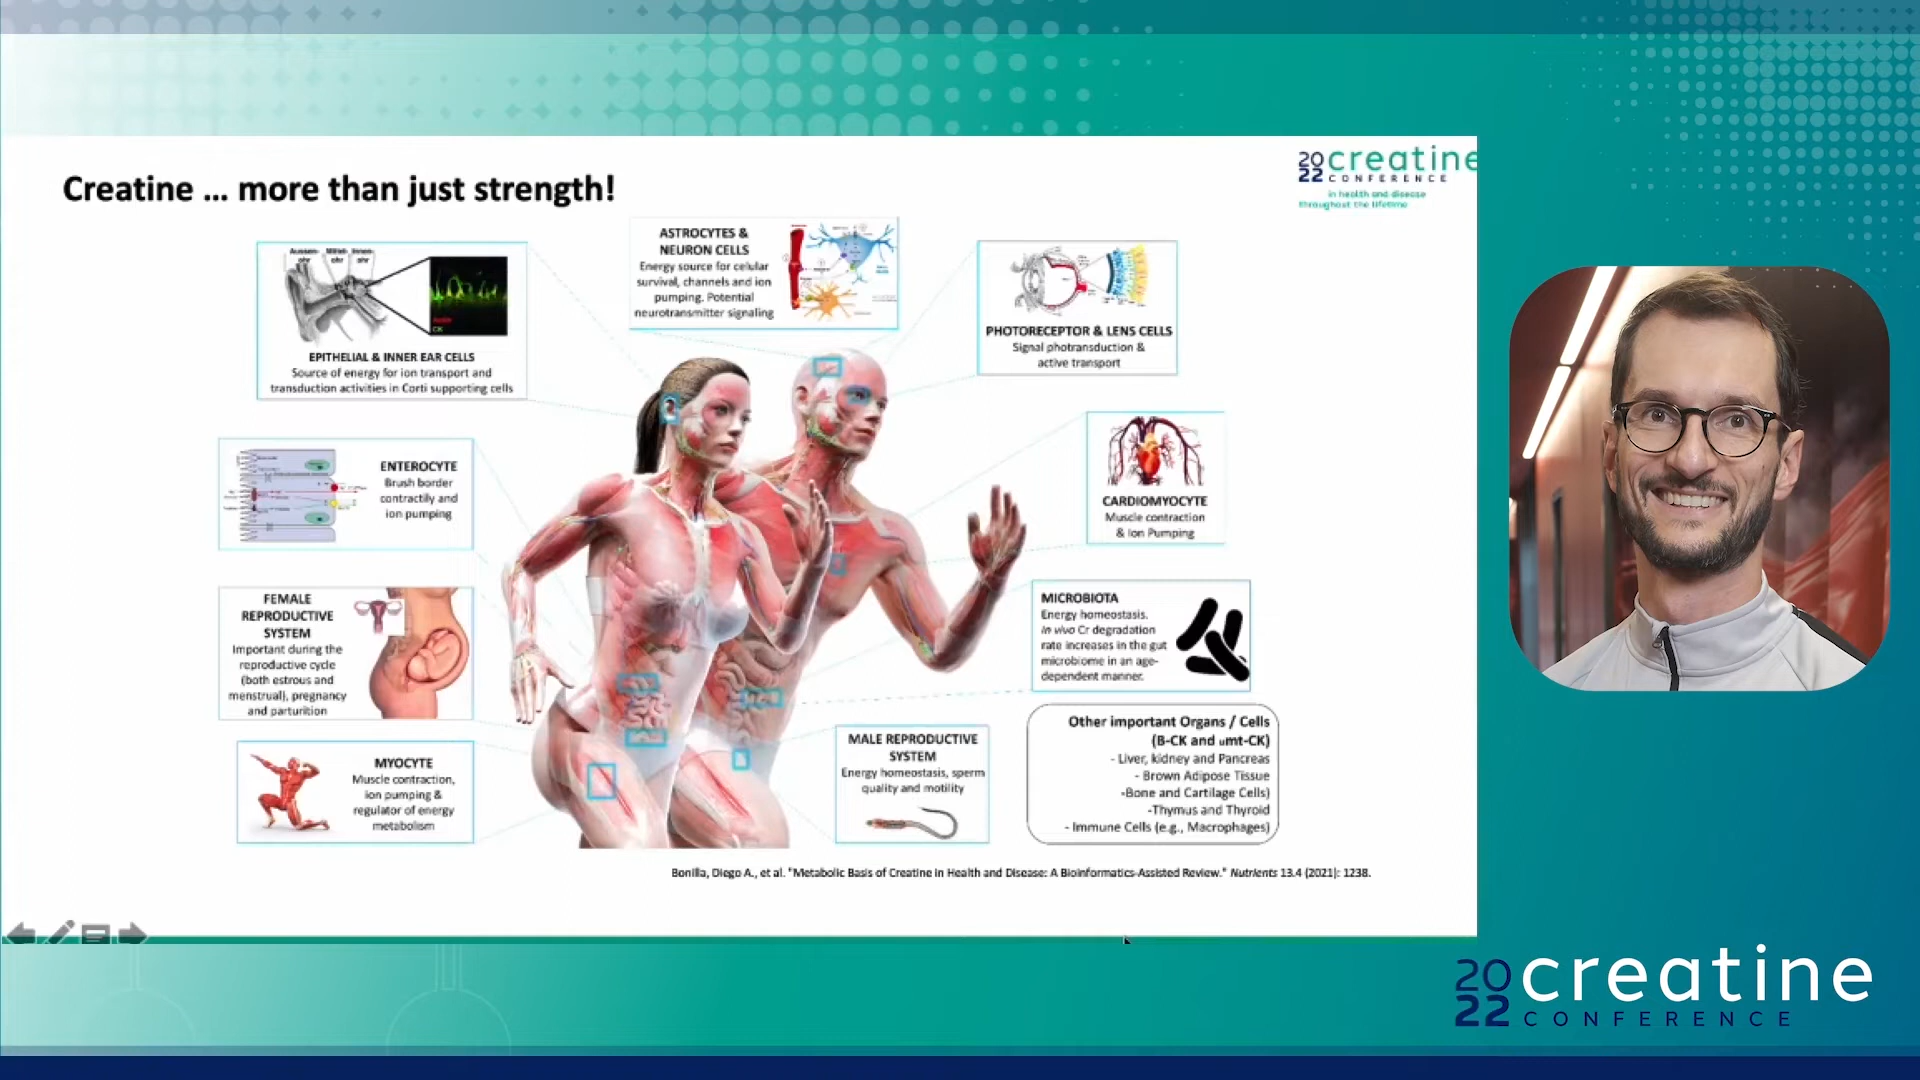 Creatine ... more than just strength!
20
22
creatine
CONFERENCE
in health and disease
throughout the lifetime
Aussen-
ohr
Mittel-
ohr
Innen-
ohr
CK
EPITHELIAL & INNER EAR CELLS
Source of energy for ion transport and
transduction activities in Corti supporting cells
ASTROCYTES &
NEURON CELLS
Energy source for celular
survival, channels and ion
pumping. Potential
neurotransmitter signaling
PHOTORECEPTOR & LENS CELLS
Signal photransduction &
active transport
ENTEROCYTE
Brush border
contractily and
ion pumping
CARDIOMYOCYTE
Muscle contraction
& Ion Pumping
FEMALE
REPRODUCTIVE
SYSTEM
Important during the
reproductive cycle
(both estrous and
menstrual), pregnancy
and parturition
MICROBIOTA
Energy homeostasis.
In vivo Cr degradation
rate increases in the gut
microbiome in an age-
dependent manner.
MYOCYTE
Muscle contraction,
ion pumping &
regulator of energy
metabolism
MALE REPRODUCTIVE
SYSTEM
Energy homeostasis, sperm
quality and motility
Other important Organs / Cells
(B-CK and umt-CK)
- Liver, kidney and Pancreas
- Brown Adipose Tissue
-Bone and Cartilage Cells)
-Thymus and Thyroid
- Immune Cells (e.g., Macrophages)
Bonilla, Diego A., et al. "Metabolic Basis of Creatine in Health and Disease: A Bioinformatics-Assisted Review." Nutrients 13.4 (2021): 1238.
20
22
creatine
CONFERENCE